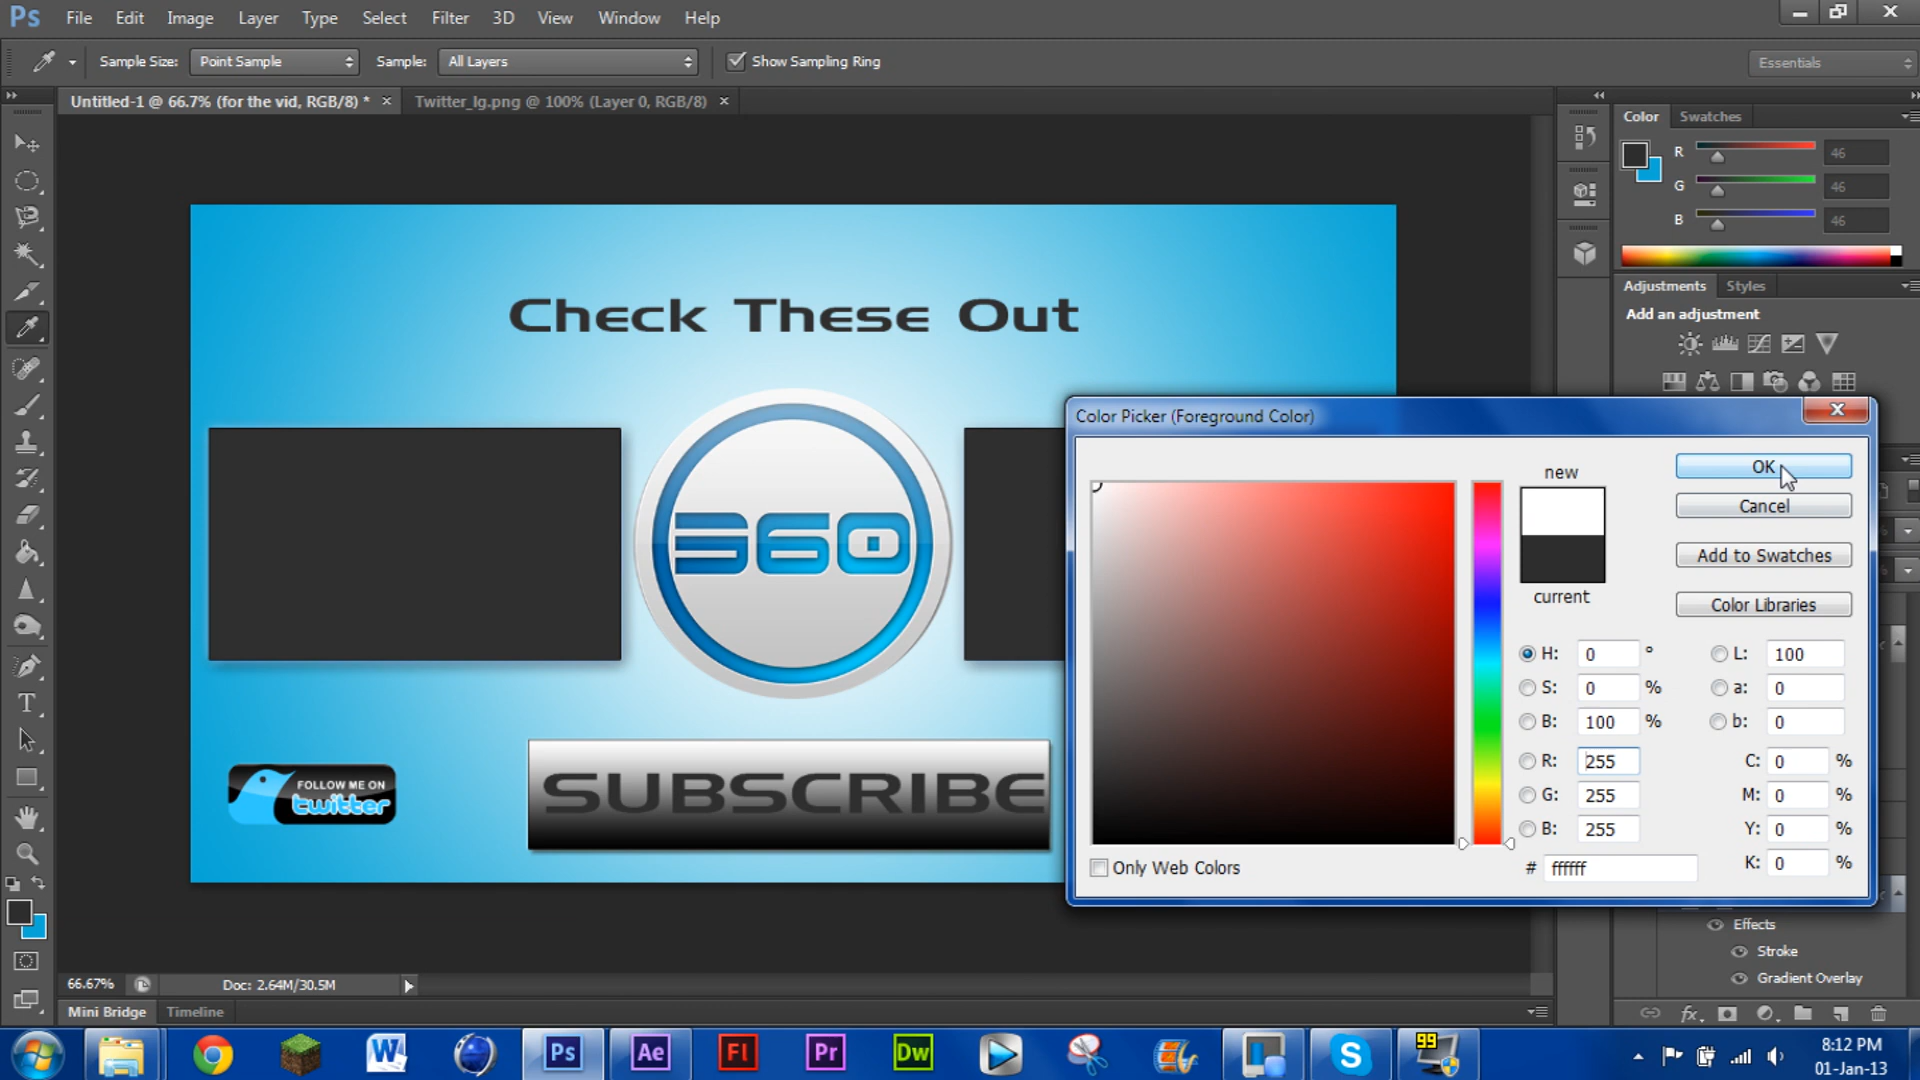 Ps File Edit Image Layer Type Select Filter 3D View Window Help
Sample Size: Point Sample Sample: All Layers Show Sampling Ring Essentials
Untitled-1 @ 66.7% (for the vid, RGB/8) * × Twitter_lg.png @ 100% (Layer 0, RGB/8) ×
Color Swatches
R 46
G 46
B 46
Adjustments Styles
Add an adjustment
Check These Out
360
FOLLOW ME ON
twitter
SUBSCRIBE
Color Picker (Foreground Color)
new
current
OK
Cancel
Add to Swatches
Color Libraries
H: 0 ° L: 100
S: 0 % a: 0
B: 100 % b: 0
R: 255 C: 0 %
G: 255 M: 0 %
B: 255 Y: 0 %
# ffffff K: 0 %
Only Web Colors
Effects
Stroke
Gradient Overlay
fx
66.67% Doc: 2.64M/30.5M
Mini Bridge Timeline
W Ps Ae Fl Pr Dw S 99
8:12 PM
01-Jan-13